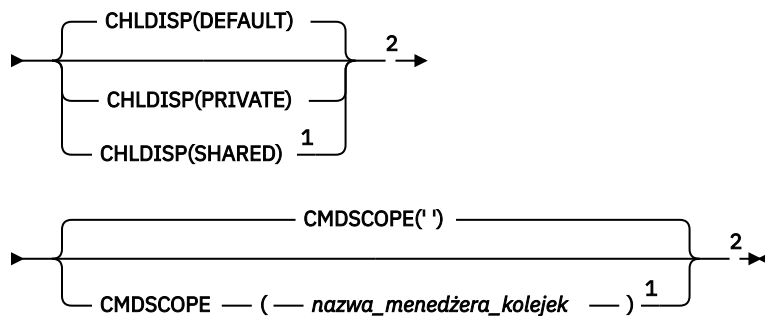 CHLDISP(DEFAULT)
2
CHLDISP(PRIVATE)
CHLDISP(SHARED) 1
CMDSCOPE(' ')
2
CMDSCOPE ( nazwa_menedżera_kolejek ) 1